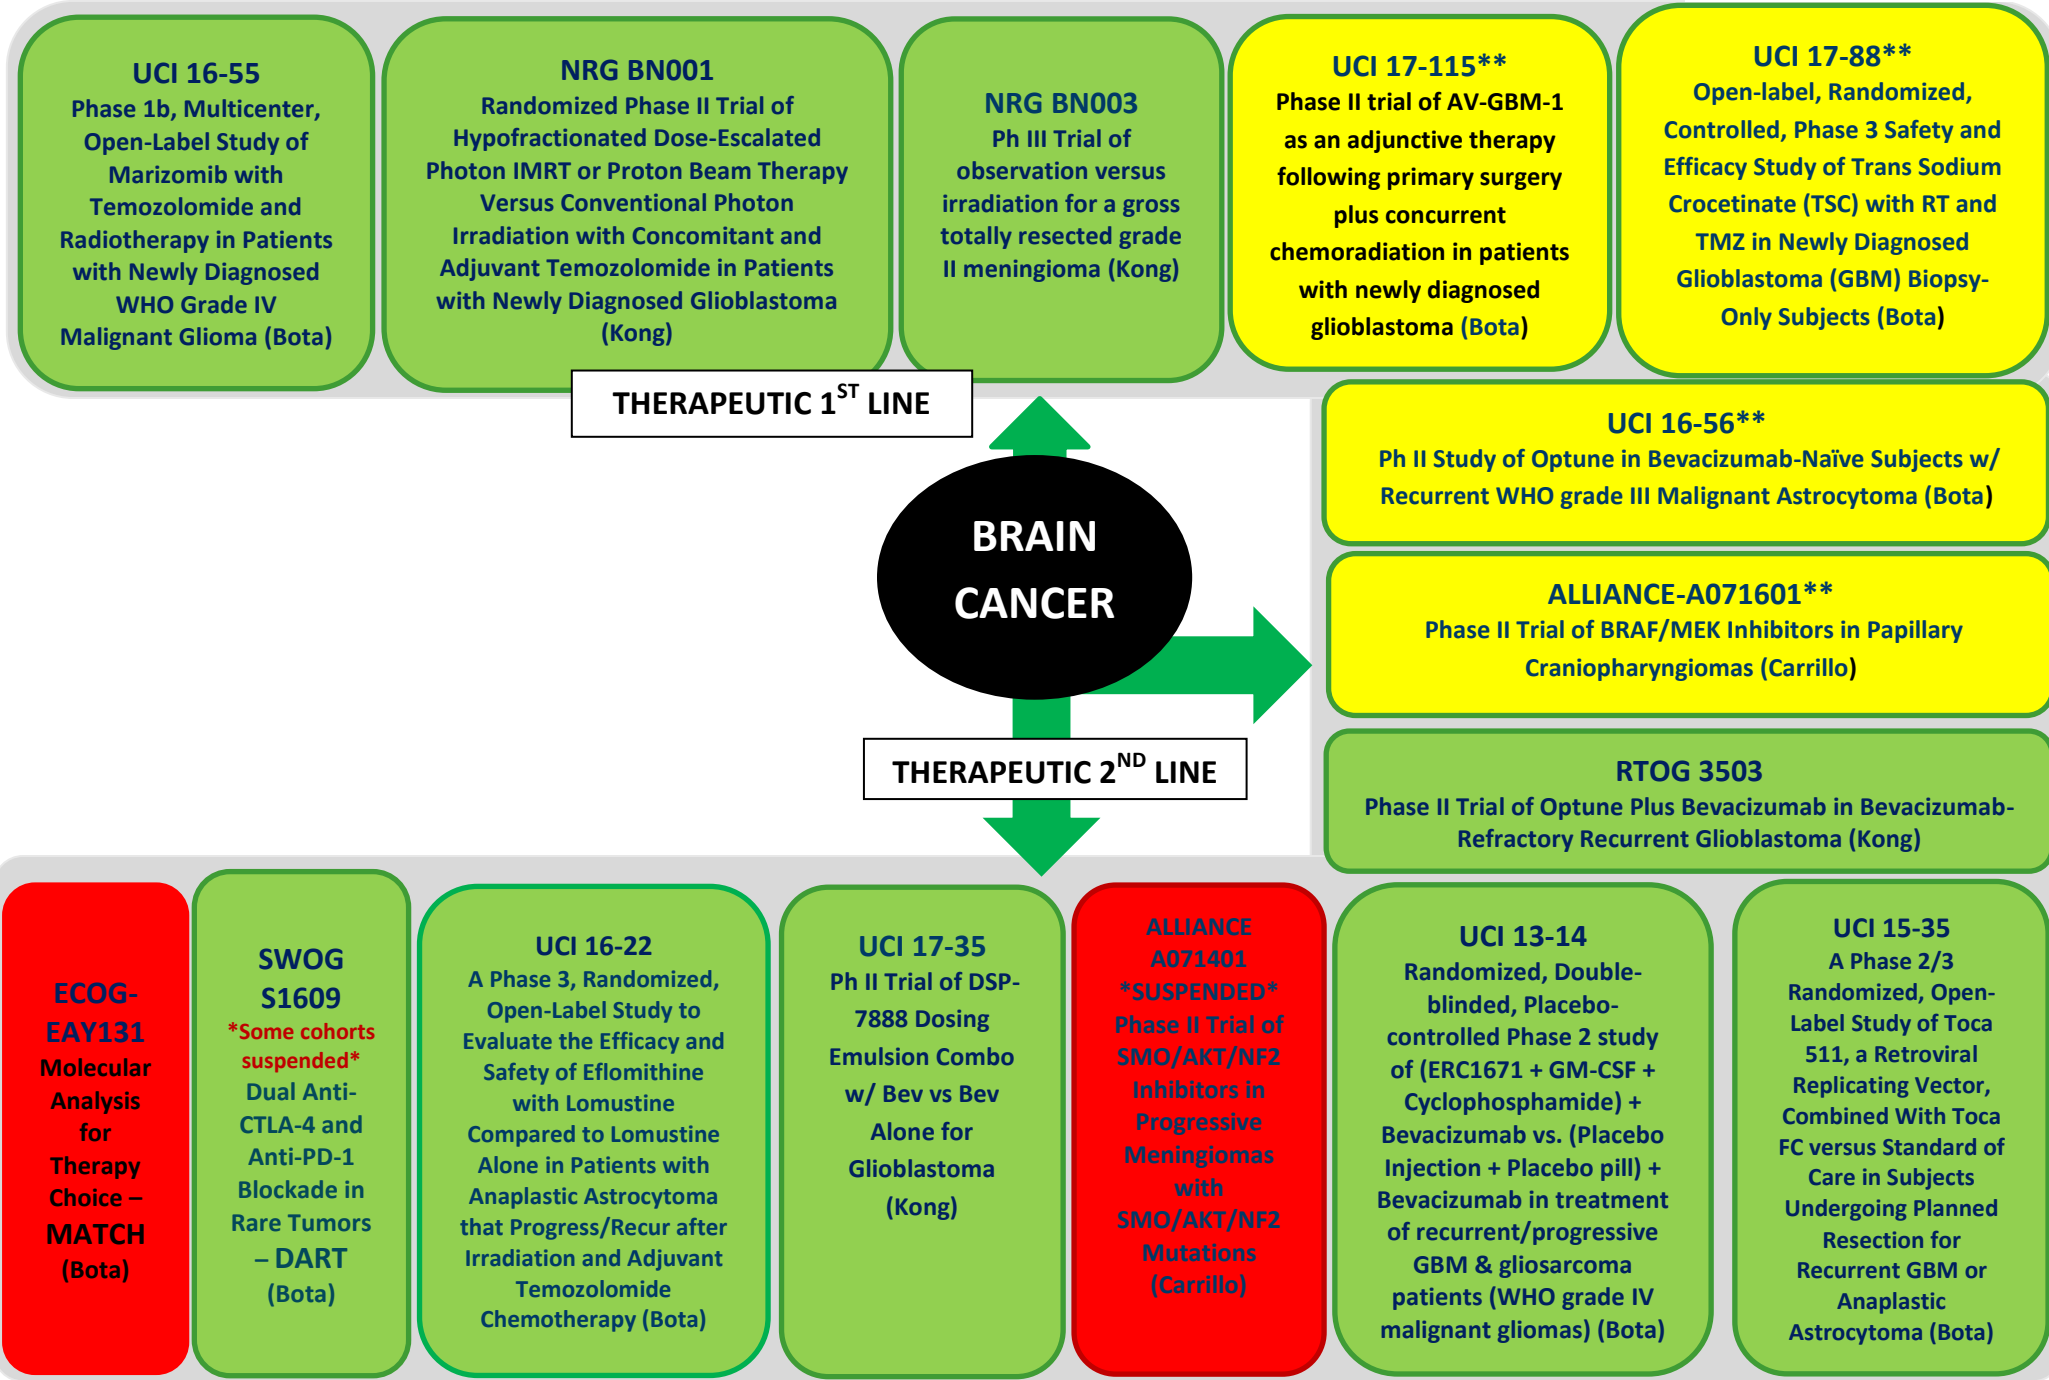 UCI 16-55
Phase 1b, Multicenter,
Open-Label Study of
Marizomib with
Temozolomide and
Radiotherapy in Patients
with Newly Diagnosed
WHO Grade IV
Malignant Glioma (Bota)
NRG BN001
Randomized Phase II Trial of
Hypofractionated Dose-Escalated
Photon IMRT or Proton Beam Therapy
Versus Conventional Photon
Irradiation with Concomitant and
Adjuvant Temozolomide in Patients
with Newly Diagnosed Glioblastoma
(Kong)
NRG BN003
Ph III Trial of
observation versus
irradiation for a gross
totally resected grade
II meningioma (Kong)
UCI 17-115**
Phase II trial of AV-GBM-1
as an adjunctive therapy
following primary surgery
plus concurrent
chemoradiation in patients
with newly diagnosed
glioblastoma (Bota)
UCI 17-88**
Open-label, Randomized,
Controlled, Phase 3 Safety and
Efficacy Study of Trans Sodium
Crocetinate (TSC) with RT and
TMZ in Newly Diagnosed
Glioblastoma (GBM) Biopsy-
Only Subjects (Bota)
THERAPEUTIC 1ST LINE
BRAIN
CANCER
UCI 16-56**
Ph II Study of Optune in Bevacizumab-Naïve Subjects w/
Recurrent WHO grade III Malignant Astrocytoma (Bota)
ALLIANCE-A071601**
Phase II Trial of BRAF/MEK Inhibitors in Papillary
Craniopharyngiomas (Carrillo)
THERAPEUTIC 2ND LINE
RTOG 3503
Phase II Trial of Optune Plus Bevacizumab in Bevacizumab-
Refractory Recurrent Glioblastoma (Kong)
ECOG-
EAY131
Molecular
Analysis
for
Therapy
Choice –
MATCH
(Bota)
SWOG
S1609
*Some cohorts
suspended*
Dual Anti-
CTLA-4 and
Anti-PD-1
Blockade in
Rare Tumors
– DART
(Bota)
UCI 16-22
A Phase 3, Randomized,
Open-Label Study to
Evaluate the Efficacy and
Safety of Eflomithine
with Lomustine
Compared to Lomustine
Alone in Patients with
Anaplastic Astrocytoma
that Progress/Recur after
Irradiation and Adjuvant
Temozolomide
Chemotherapy (Bota)
UCI 17-35
Ph II Trial of DSP-
7888 Dosing
Emulsion Combo
w/ Bev vs Bev
Alone for
Glioblastoma
(Kong)
ALLIANCE
A071401
*SUSPENDED*
Phase II Trial of
SMO/AKT/NF2
Inhibitors in
Progressive
Meningiomas
with
SMO/AKT/NF2
Mutations
(Carrillo)
UCI 13-14
Randomized, Double-
blinded, Placebo-
controlled Phase 2 study
of (ERC1671 + GM-CSF +
Cyclophosphamide) +
Bevacizumab vs. (Placebo
Injection + Placebo pill) +
Bevacizumab in treatment
of recurrent/progressive
GBM & gliosarcoma
patients (WHO grade IV
malignant gliomas) (Bota)
UCI 15-35
A Phase 2/3
Randomized, Open-
Label Study of Toca
511, a Retroviral
Replicating Vector,
Combined With Toca
FC versus Standard of
Care in Subjects
Undergoing Planned
Resection for
Recurrent GBM or
Anaplastic
Astrocytoma (Bota)